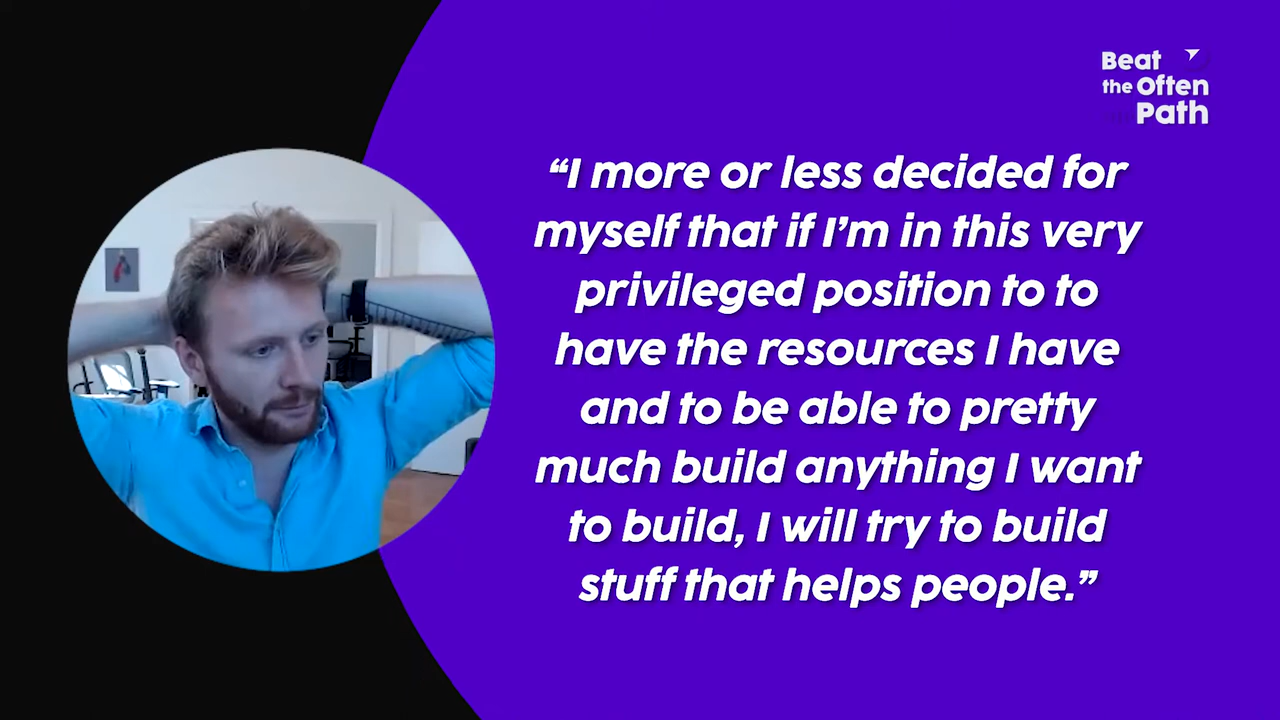 Beat
the Often
Path
“I more or less decided for
myself that if I’m in this very
privileged position to to
have the resources I have
and to be able to pretty
much build anything I want
to build, I will try to build
stuff that helps people.”